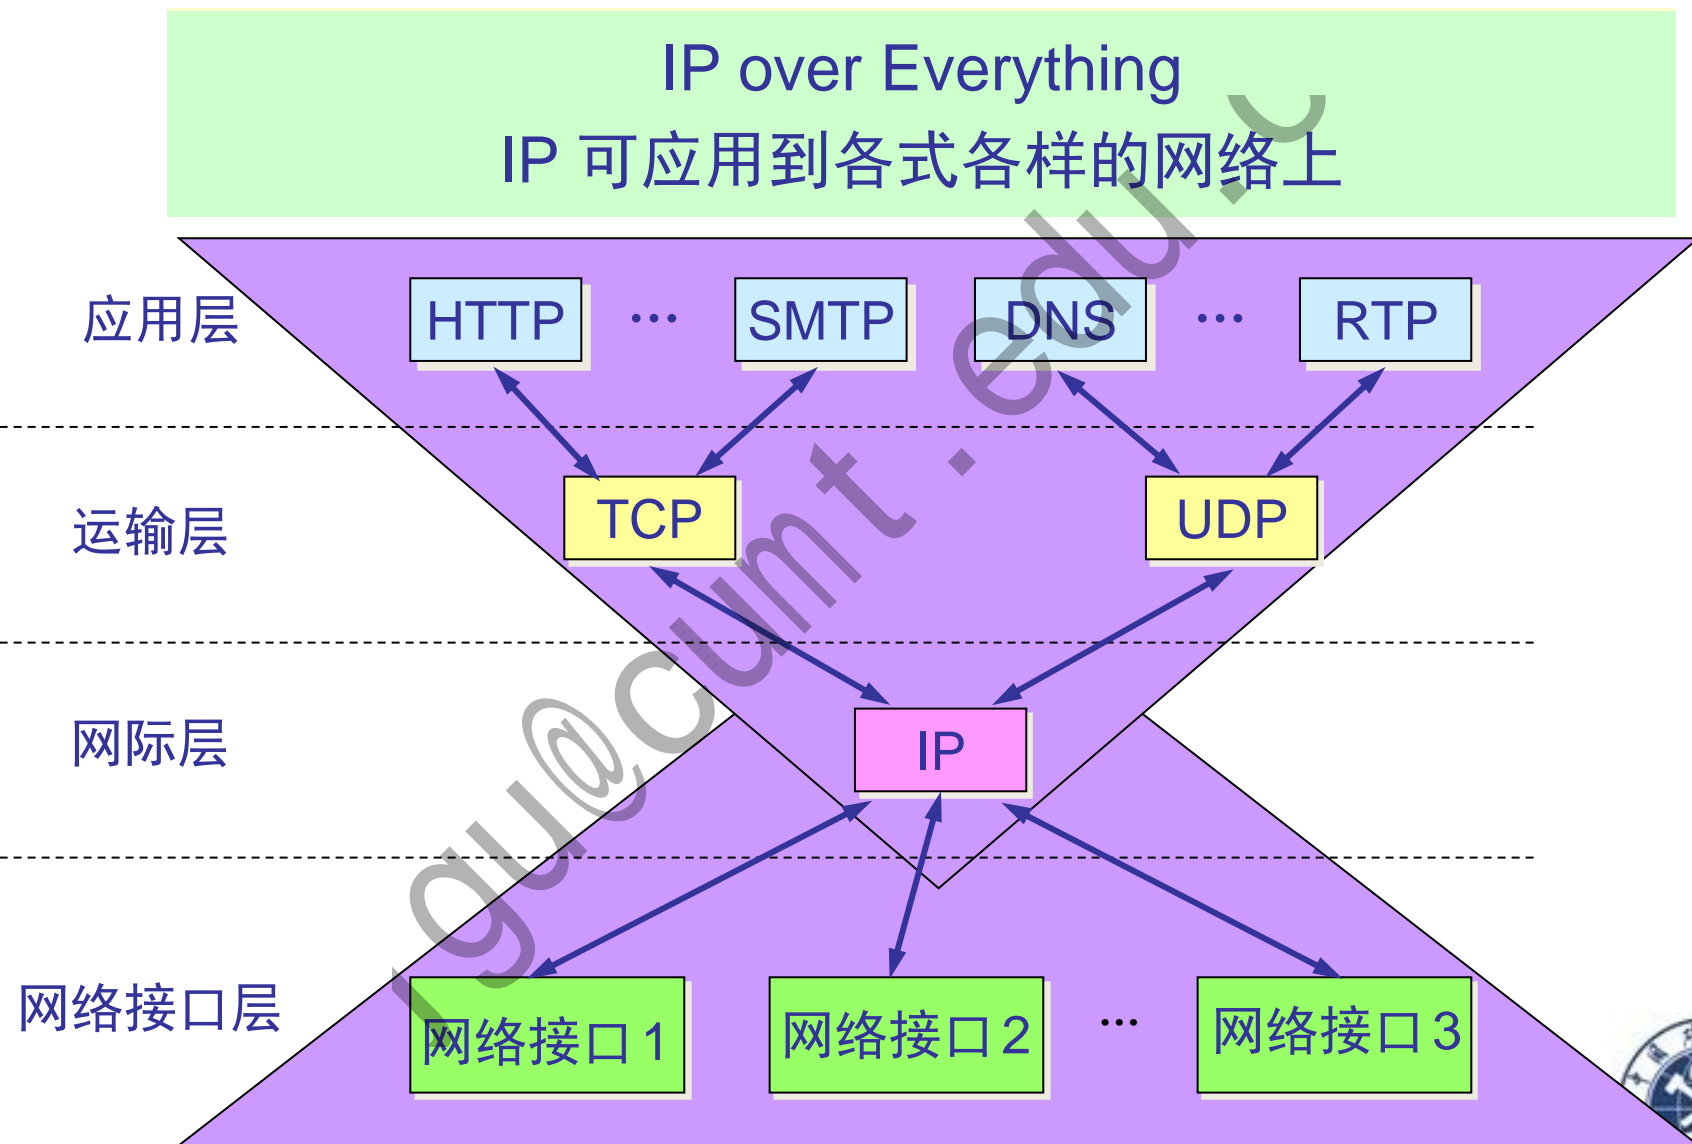 IP over Everything
IP 可应用到各式各样的网络上
应用层
HTTP ... SMTP DNS ... RTP
运输层
TCP UDP
网际层
IP
网络接口层
网络接口1 网络接口2 ... 网络接口3
gu@cumt.edu.c